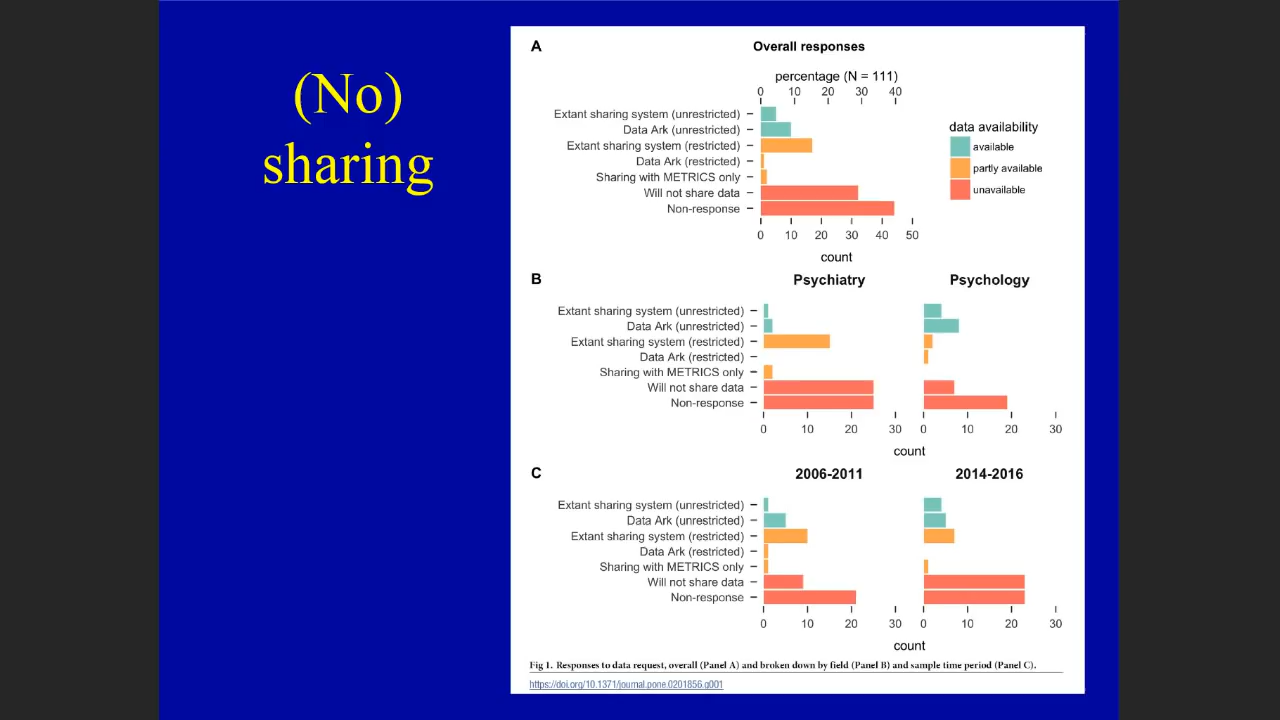 (No)
sharing
A
Overall responses
percentage (N = 111)
0 10 20 30 40
Extant sharing system (unrestricted)
Data Ark (unrestricted)
Extant sharing system (restricted)
Data Ark (restricted)
Sharing with METRICS only
Will not share data
Non-response
0 10 20 30 40 50
count
data availability
available
partly available
unavailable
B
Psychiatry
Psychology
Extant sharing system (unrestricted)
Data Ark (unrestricted)
Extant sharing system (restricted)
Data Ark (restricted)
Sharing with METRICS only
Will not share data
Non-response
0 10 20 30
0 10 20 30
count
C
2006-2011
2014-2016
Extant sharing system (unrestricted)
Data Ark (unrestricted)
Extant sharing system (restricted)
Data Ark (restricted)
Sharing with METRICS only
Will not share data
Non-response
0 10 20 30
0 10 20 30
count
Fig 1. Responses to data request, overall (Panel A) and broken down by field (Panel B) and sample time period (Panel C).
https://doi.org/10.1371/journal.pone.0201856.g001